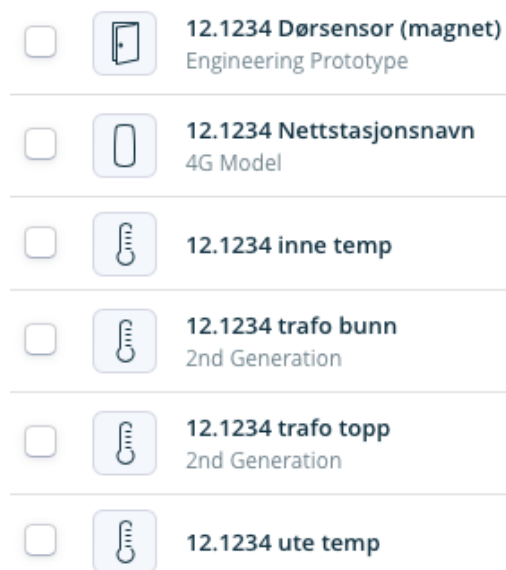 12.1234 Dørsensor (magnet)
Engineering Prototype
12.1234 Nettstasjonsnavn
4G Model
12.1234 inne temp
12.1234 trafo bunn
2nd Generation
12.1234 trafo topp
2nd Generation
12.1234 ute temp